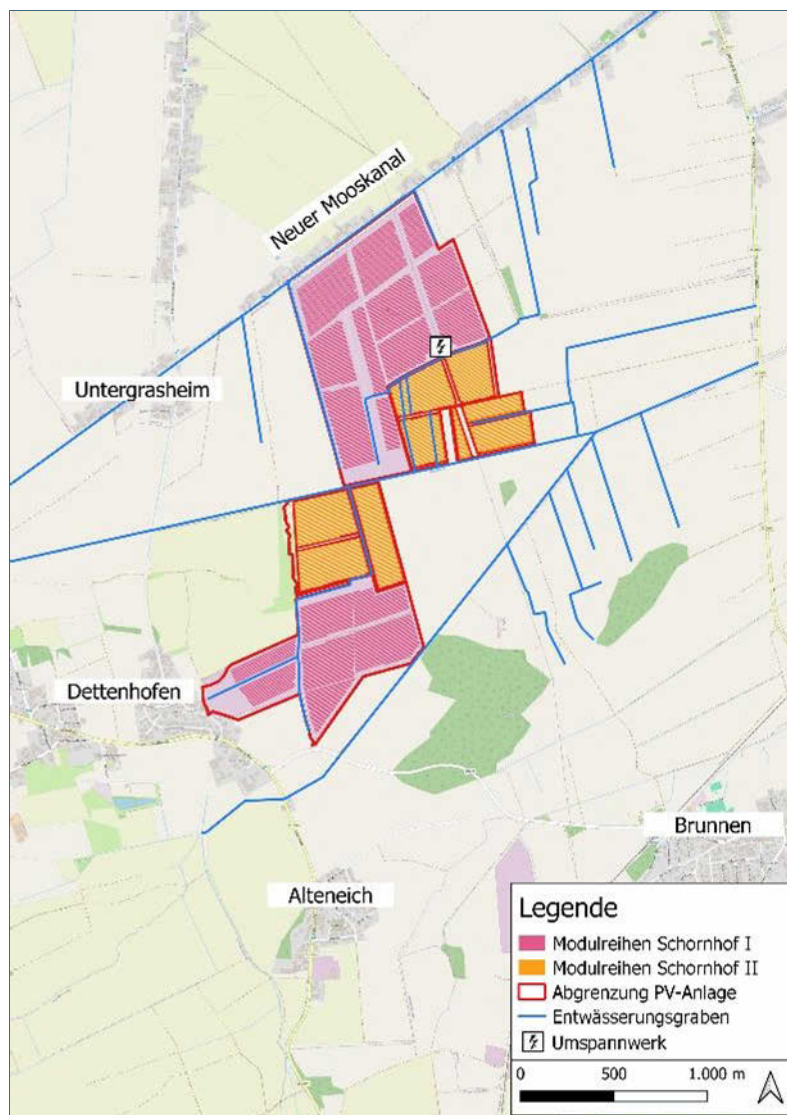 Neuer Mooskanal
Untergrasheim
Dettenhofen
Brunnen
Alteneich
Legende
Modulreihen Schornhof I
Modulreihen Schornhof II
Abgrenzung PV-Anlage
Entwässerungsgraben
Umspannwerk
0 500 1.000 m